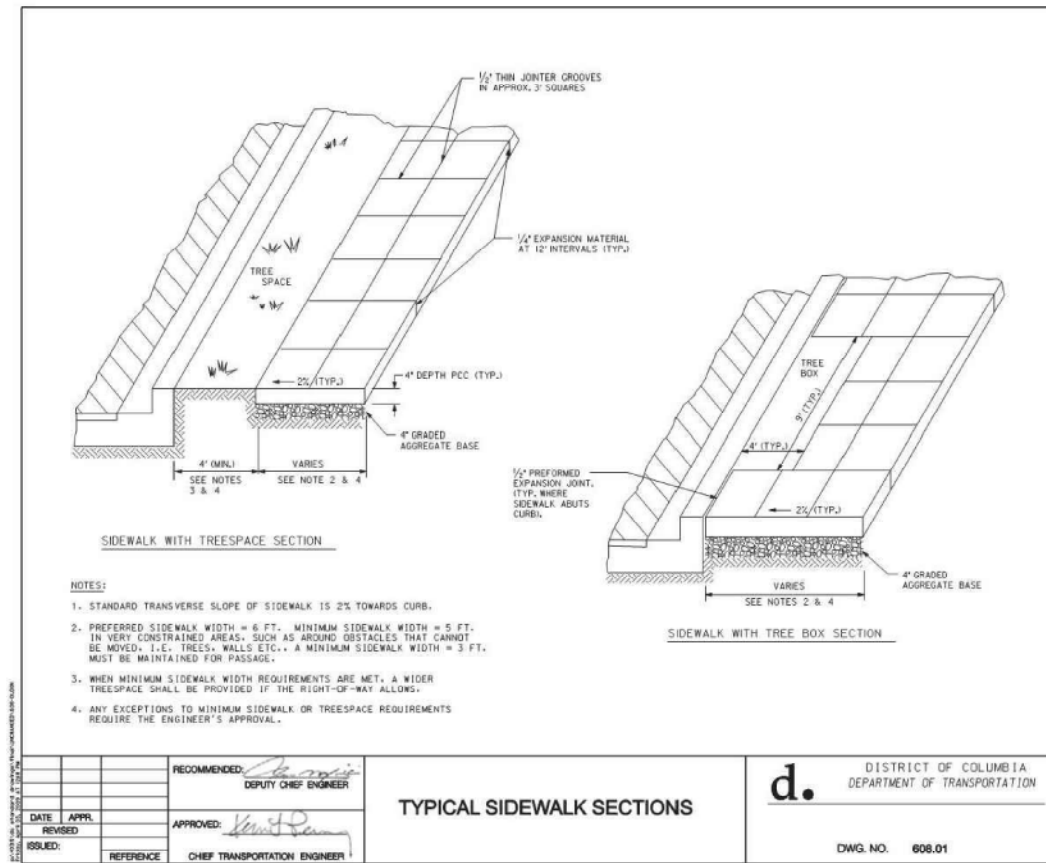 ½" THIN JOINTER GROOVES
IN APPROX. 3' SQUARES
¼" EXPANSION MATERIAL
AT 12' INTERVALS (TYP.)
TREE
SPACE
2% (TYP.)
4" DEPTH PCC (TYP.)
4" GRADED
AGGREGATE BASE
4' (MIN.)
SEE NOTES
3 & 4
VARIES
SEE NOTE 2 & 4
SIDEWALK WITH TREESPACE SECTION
TREE
BOX
9' (TYP.)
4' (TYP.)
½" PREFORMED
EXPANSION JOINT.
(TYP. WHERE
SIDEWALK ABUTS
CURB).
2% (TYP.)
4" GRADED
AGGREGATE BASE
VARIES
SEE NOTES 2 & 4
SIDEWALK WITH TREE BOX SECTION
NOTES:
1. STANDARD TRANSVERSE SLOPE OF SIDEWALK IS 2% TOWARDS CURB.
2. PREFERRED SIDEWALK WIDTH = 6 FT. MINIMUM SIDEWALK WIDTH = 5 FT.
IN VERY CONSTRAINED AREAS, SUCH AS AROUND OBSTACLES THAT CANNOT
BE MOVED, I.E. TREES, WALLS ETC., A MINIMUM SIDEWALK WIDTH = 3 FT.
MUST BE MAINTAINED FOR PASSAGE.
3. WHEN MINIMUM SIDEWALK WIDTH REQUIREMENTS ARE MET, A WIDER
TREESPACE SHALL BE PROVIDED IF THE RIGHT-OF-WAY ALLOWS.
4. ANY EXCEPTIONS TO MINIMUM SIDEWALK OR TREESPACE REQUIREMENTS
REQUIRE THE ENGINEER'S APPROVAL.
DATE APPR.
REVISED
ISSUED:
REFERENCE
RECOMMENDED:
DEPUTY CHIEF ENGINEER
APPROVED:
CHIEF TRANSPORTATION ENGINEER
TYPICAL SIDEWALK SECTIONS
d.
DISTRICT OF COLUMBIA
DEPARTMENT OF TRANSPORTATION
DWG. NO. 608.01